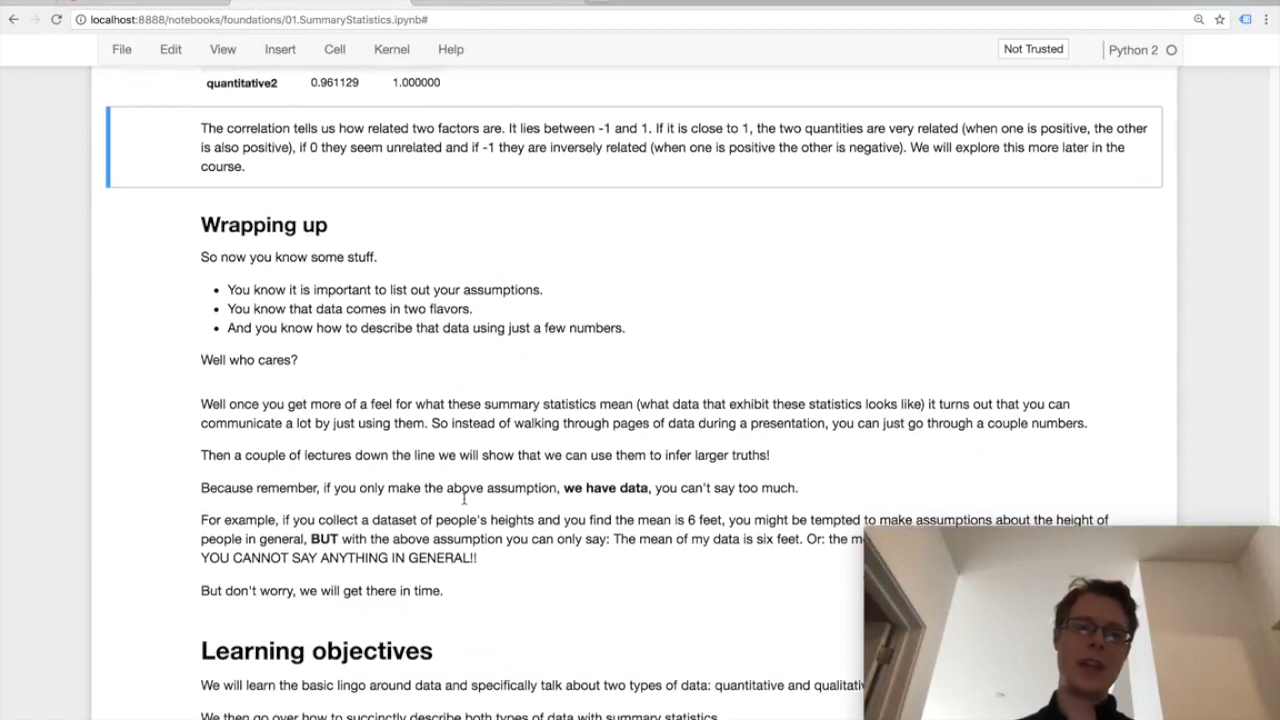 localhost:8888/notebooks/foundations/01.SummaryStatistics.ipynb#
File Edit View Insert Cell Kernel Help Not Trusted Python 2
quantitative2 0.961129 1.000000
The correlation tells us how related two factors are. It lies between -1 and 1. If it is close to 1, the two quantities are very related (when one is positive, the other
is also positive), if 0 they seem unrelated and if -1 they are inversely related (when one is positive the other is negative). We will explore this more later in the
course.
Wrapping up
So now you know some stuff.
• You know it is important to list out your assumptions.
• You know that data comes in two flavors.
• And you know how to describe that data using just a few numbers.
Well who cares?
Well once you get more of a feel for what these summary statistics mean (what data that exhibit these statistics looks like) it turns out that you can
communicate a lot by just using them. So instead of walking through pages of data during a presentation, you can just go through a couple numbers.
Then a couple of lectures down the line we will show that we can use them to infer larger truths!
Because remember, if you only make the above assumption, we have data, you can't say too much.
For example, if you collect a dataset of people's heights and you find the mean is 6 feet, you might be tempted to make assumptions about the height of
people in general, BUT with the above assumption you can only say: The mean of my data is six feet. Or: the
YOU CANNOT SAY ANYTHING IN GENERAL!!
But don't worry, we will get there in time.
Learning objectives
We will learn the basic lingo around data and specifically talk about two types of data: quantitative and
We then go over how to succinctly describe both types of data with summary statistics